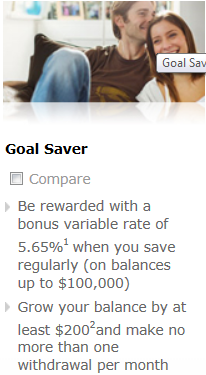 Goal Sav
Goal Saver
Compare
Be rewarded with a
bonus variable rate of
5.65%¹ when you save
regularly (on balances
up to $100,000)
Grow your balance by at
least $200²and make no
more than one
withdrawal per month